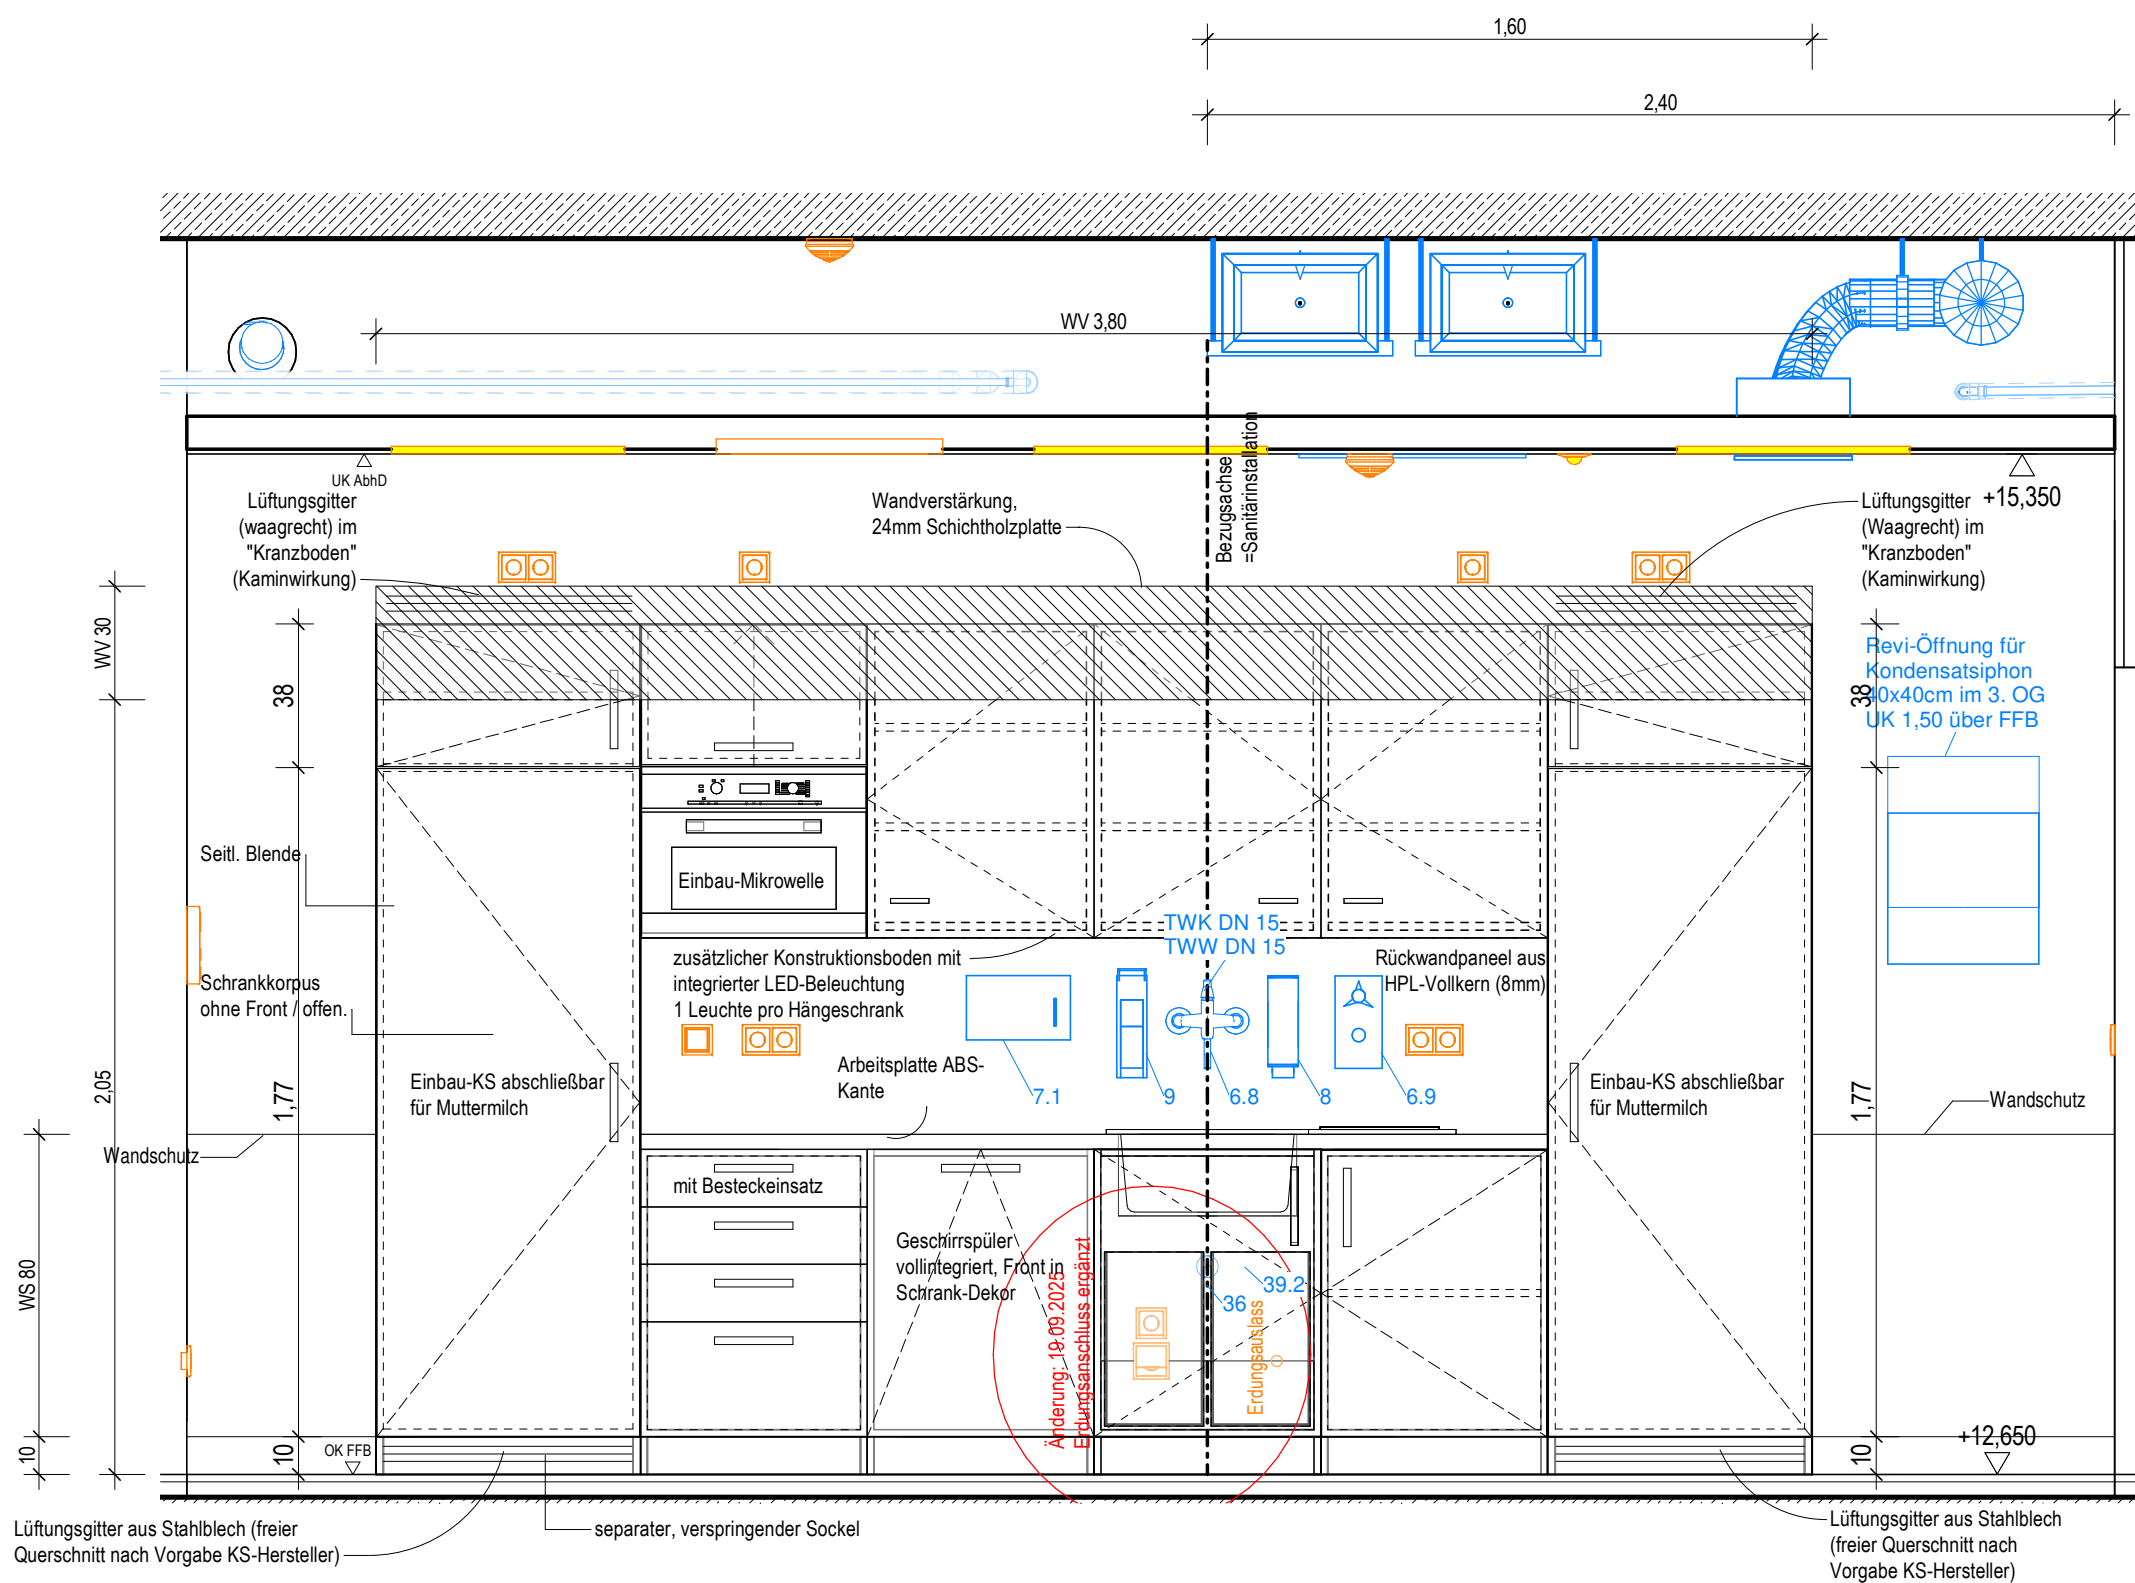 1,60
2,40
WV 3,80
UK AbhD
Lüftungsgitter
(waagrecht) im
"Kranzboden"
(Kaminwirkung)
Wandverstärkung,
24mm Schichtholzplatte
Bezugsachse
=Sanitärinstallation
Lüftungsgitter
(Waagrecht) im
"Kranzboden"
(Kaminwirkung)
+15,350
WV 30
38
38
Revi-Öffnung für
Kondensatsiphon
40x40cm im 3. OG
UK 1,50 über FFB
Seitl. Blende
Einbau-Mikrowelle
TWK DN 15
TWW DN 15
zusätzlicher Konstruktionsboden mit
integrierter LED-Beleuchtung
1 Leuchte pro Hängeschrank
Rückwandpaneel aus
HPL-Vollkern (8mm)
Schrankkorpus
ohne Front / offen.
Arbeitsplatte ABS-
Kante
7.1
9
6.8
8
6.9
2,05
1,77
Einbau-KS abschließbar
für Muttermilch
Einbau-KS abschließbar
für Muttermilch
1,77
Wandschutz
Wandschutz
mit Besteckeinsatz
Geschirrspüler
vollintegriert, Front in
Schrank-Dekor
Änderung: 19.09.2025
Erdungsanschluss ergänzt
39.2
36
Erdungsauslass
WS 80
10
10
OK FFB
10
+12,650
Lüftungsgitter aus Stahlblech (freier
Querschnitt nach Vorgabe KS-Hersteller)
separater, verspringender Sockel
Lüftungsgitter aus Stahlblech
(freier Querschnitt nach
Vorgabe KS-Hersteller)